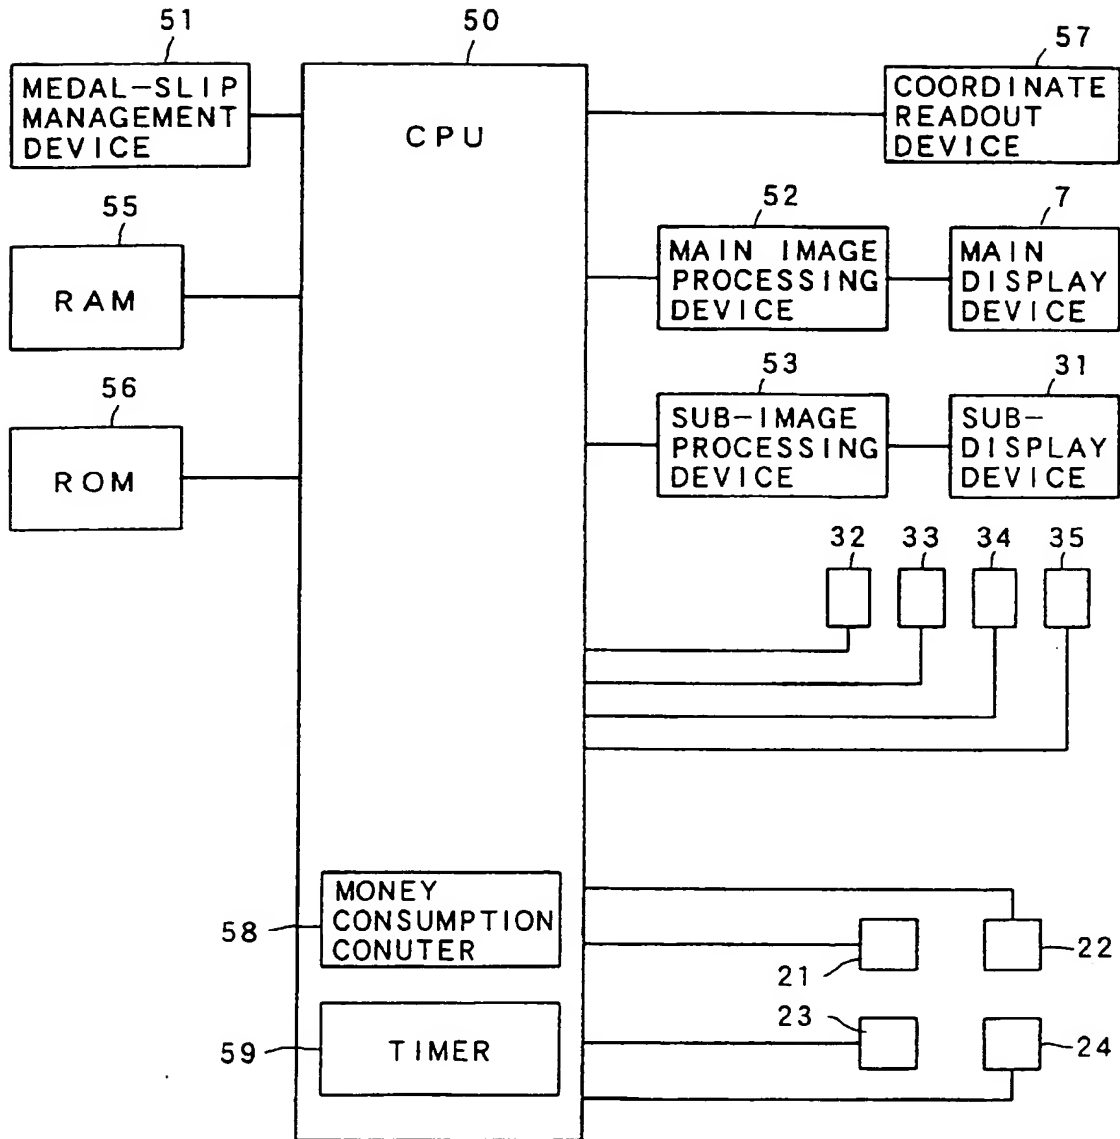 51
50
57
MEDAL-SLIP
MANAGEMENT
DEVICE
CPU
COORDINATE
READOUT
DEVICE
55
RAM
52
MAIN IMAGE
PROCESSING
DEVICE
7
MAIN
DISPLAY
DEVICE
56
ROM
53
SUB-IMAGE
PROCESSING
DEVICE
31
SUB-
DISPLAY
DEVICE
32 33 34 35
58
MONEY
CONSUMPTION
CONUTER
21
22
59
TIMER
23
24